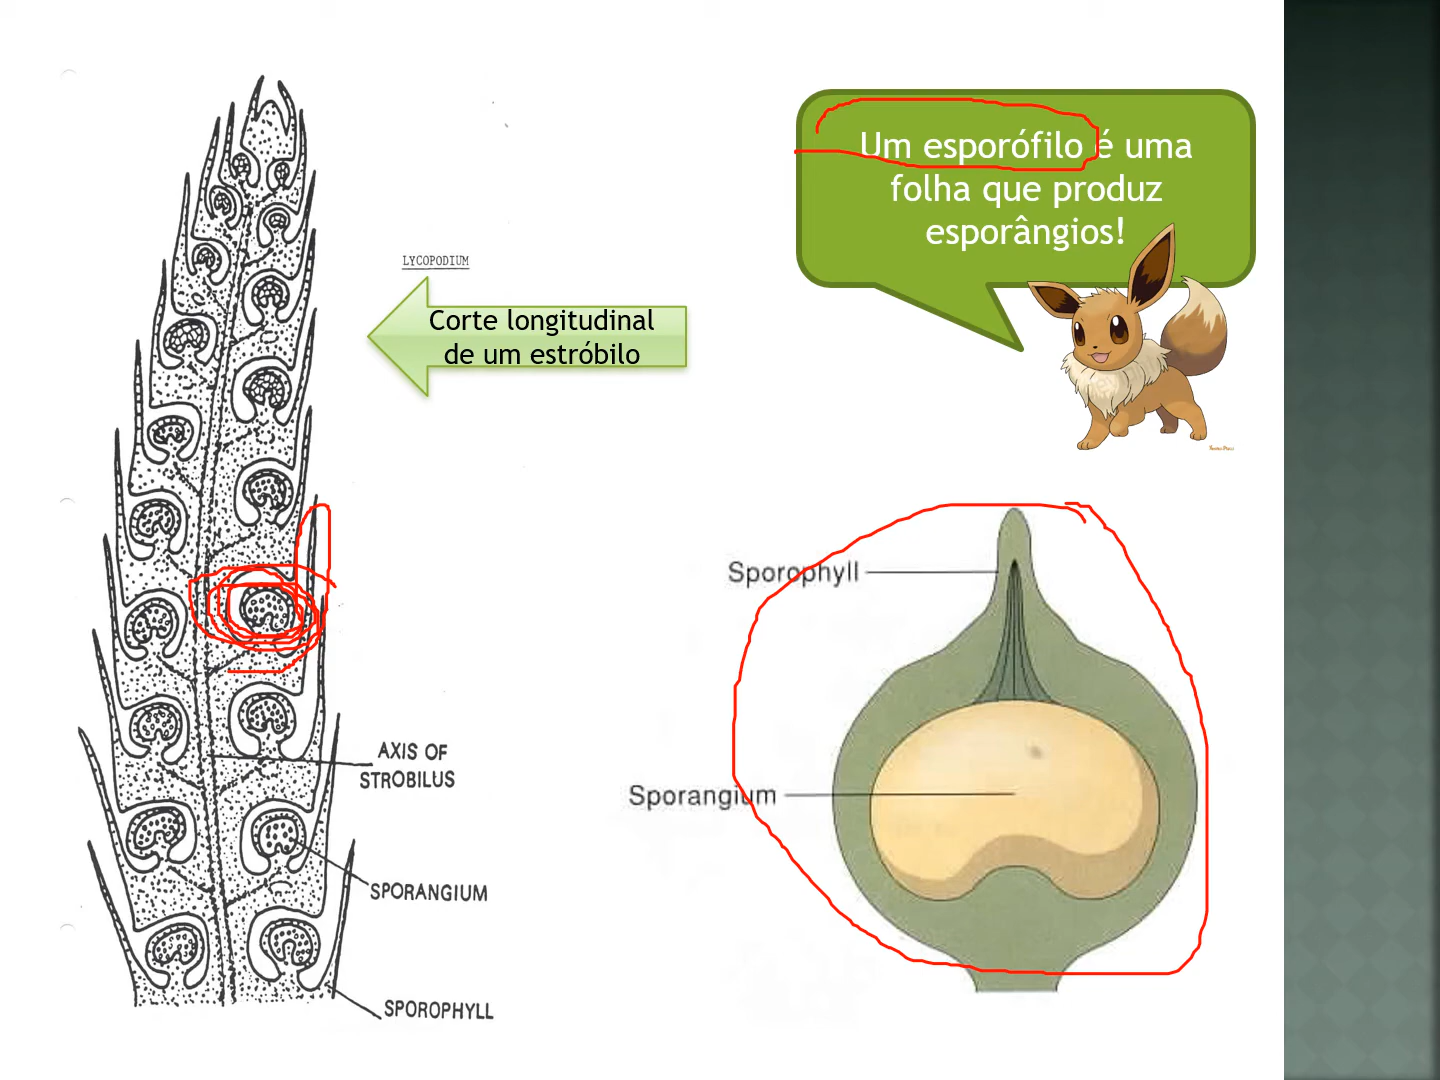 Um esporófilo é uma
folha que produz
esporângios!
LYCOPODIUM
Corte longitudinal
de um estróbilo
Sporophyll
Sporangium
AXIS OF
STROBILUS
SPORANGIUM
SPOROPHYLL